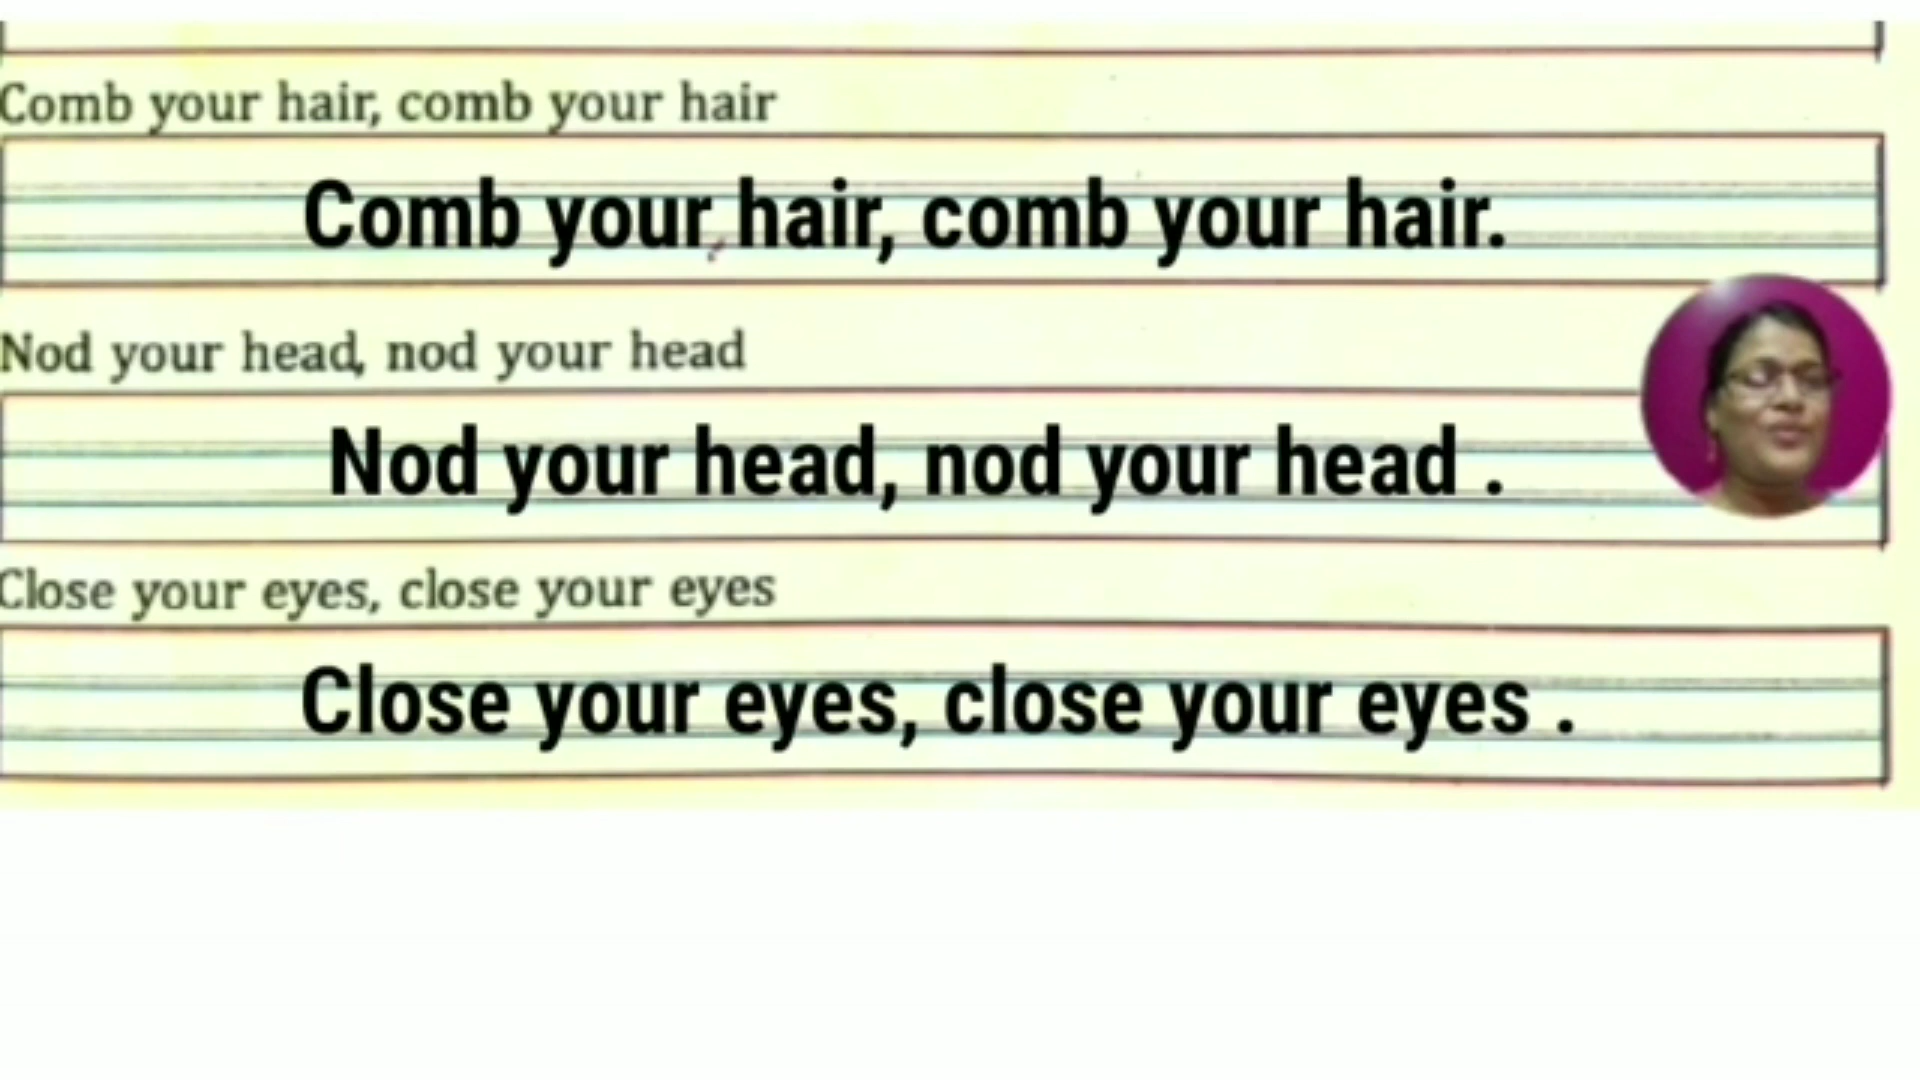 Comb your hair, comb your hair
Comb your hair, comb your hair.
Nod your head, nod your head
Nod your head, nod your head .
Close your eyes, close your eyes
Close your eyes, close your eyes .